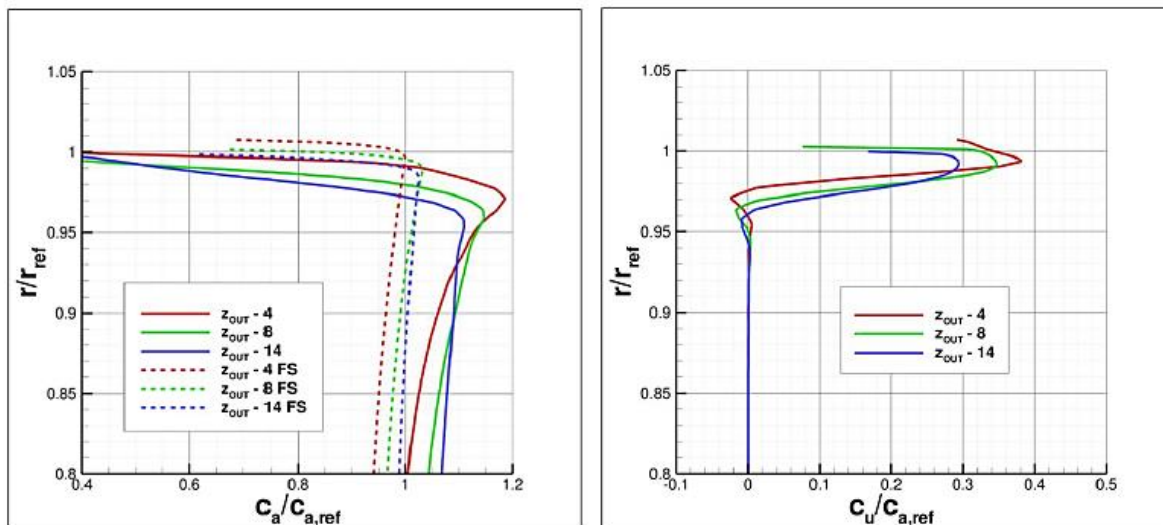 1.05
1
0.95
0.9
0.85
0.8
r/r_ref
z_OUT - 4
z_OUT - 8
z_OUT - 14
z_OUT - 4 FS
z_OUT - 8 FS
z_OUT - 14 FS
0.4 0.6 0.8 1 1.2
c_a/c_a,ref
1.05
1
0.95
0.9
0.85
0.8
r/r_ref
z_OUT - 4
z_OUT - 8
z_OUT - 14
-0.1 0 0.1 0.2 0.3 0.4 0.5
c_u/c_a,ref